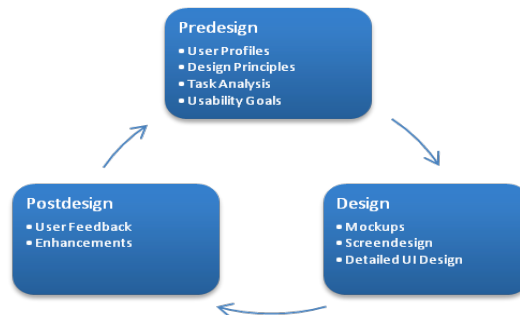 Predesign
• User Profiles
• Design Principles
• Task Analysis
• Usability Goals
Postdesign
• User Feedback
• Enhancements
Design
• Mockups
• Screendesign
• Detailed UI Design